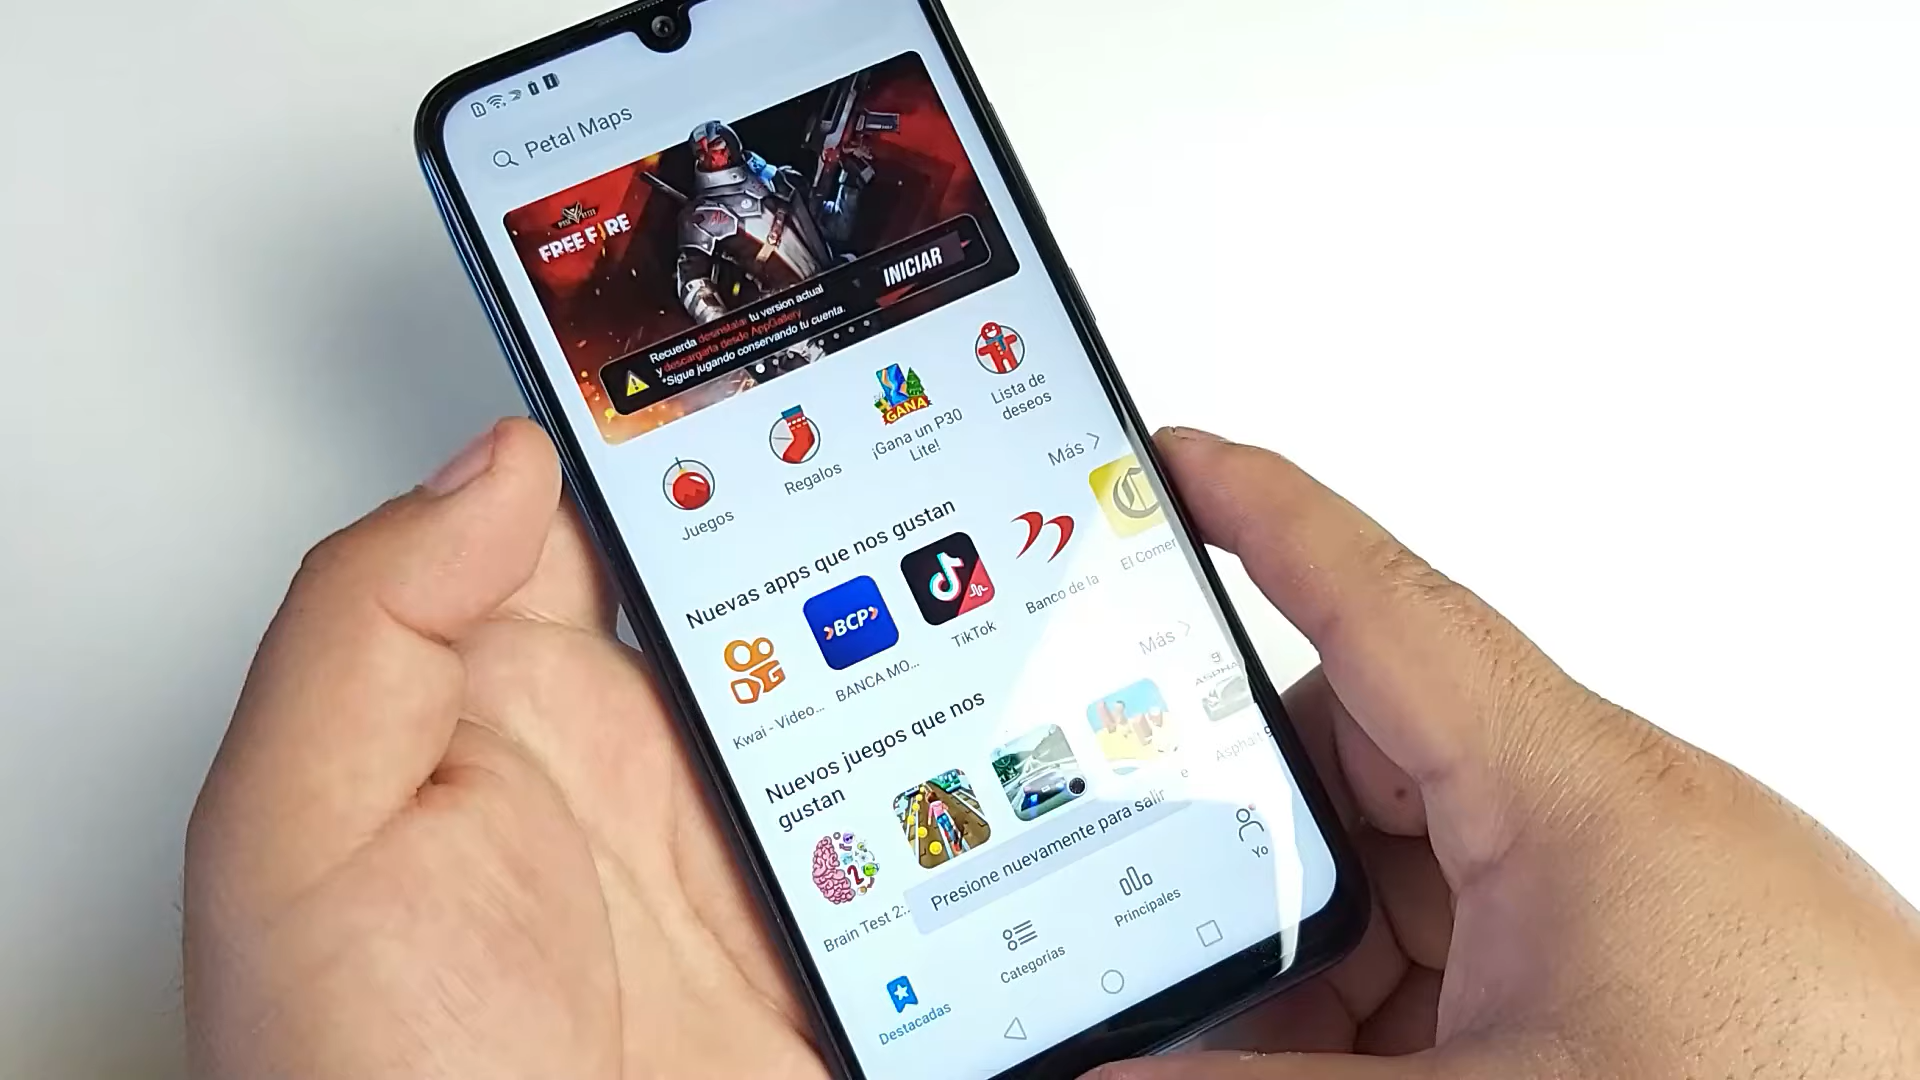 Petal Maps
FREE FIRE
INICIAR
Recuerda desinstalar tu version actual
y descargarla desde AppGallery
*Sigue jugando conservando tu cuenta.
Juegos
Regalos
GANA
¡Gana un P30
Lite!
Lista de
deseos
Nuevas apps que nos gustan
Más
Kwai - Video...
BCP
BANCA MO...
TikTok
Banco de la
El Comer
Nuevos juegos que nos
gustan
Más
Brain Test 2:..
Asphalt 9
Presione nuevamente para salir
Destacadas
Categorías
Principales
Yo